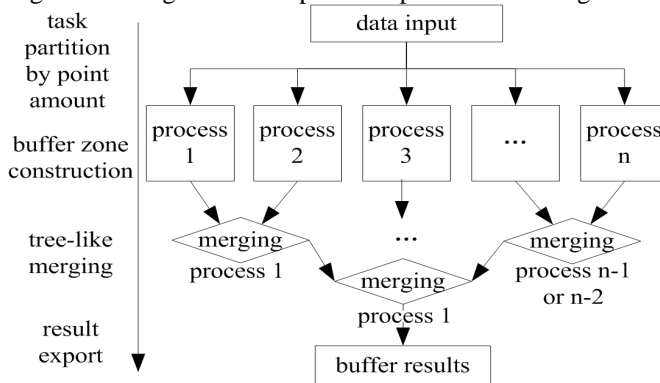 task
partition
by point
amount
data input
buffer zone
construction
process
1
process
2
process
3
...
process
n
tree-like
merging
merging
process 1
...
merging
process n-1
or n-2
merging
process 1
result
export
buffer results